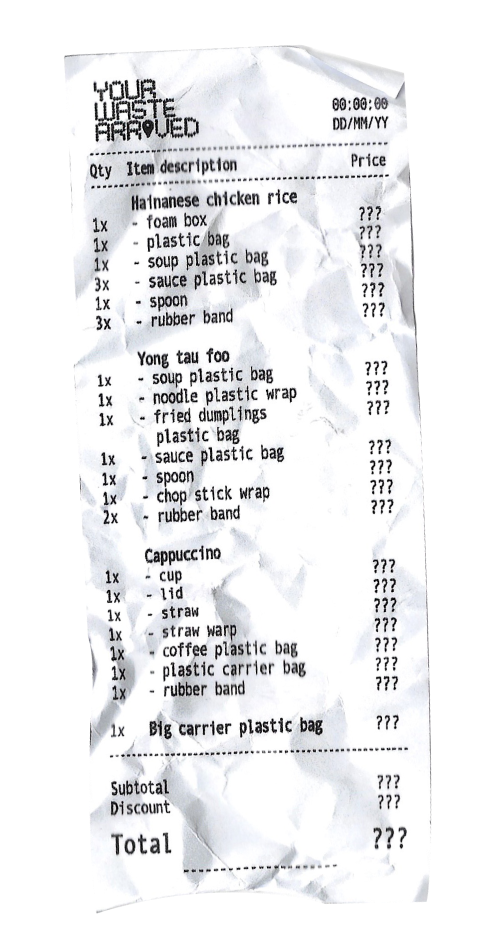 YOUR
WASTE
ARRIVED
00:00:00
DD/MM/YY
Qty Item description Price
Hainanese chicken rice
1x - foam box ???
1x - plastic bag ???
1x - soup plastic bag ???
3x - sauce plastic bag ???
1x - spoon ???
3x - rubber band ???
Yong tau foo
1x - soup plastic bag ???
1x - noodle plastic wrap ???
1x - fried dumplings ???
plastic bag
1x - sauce plastic bag ???
1x - spoon ???
1x - chop stick wrap ???
2x - rubber band ???
Cappuccino
1x - cup ???
1x - lid ???
1x - straw ???
1x - straw warp ???
1x - coffee plastic bag ???
1x - plastic carrier bag ???
1x - rubber band ???
1x Big carrier plastic bag ???
Subtotal ???
Discount ???
Total ???